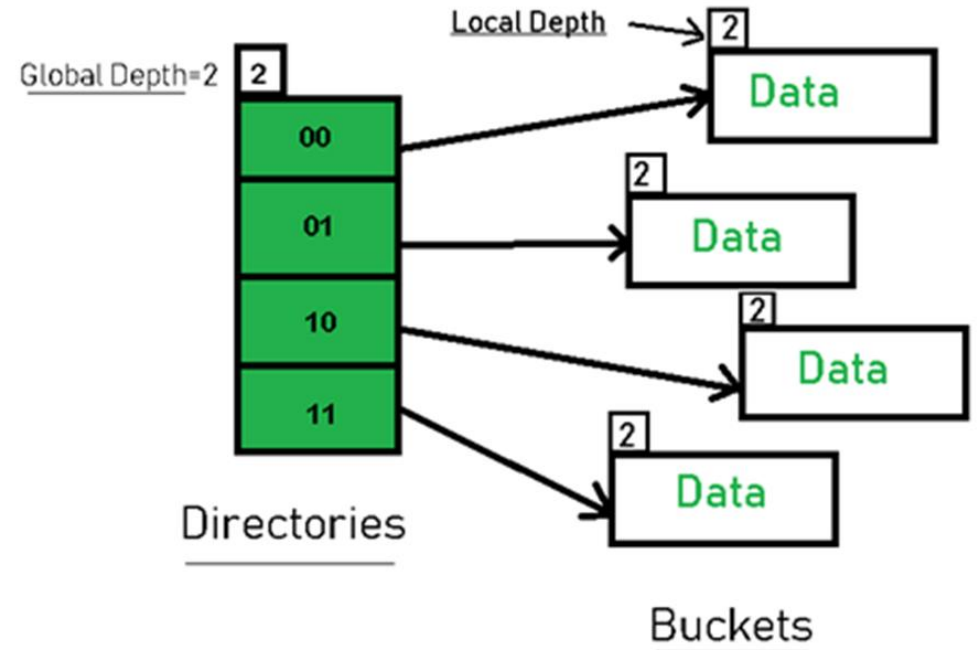 Local Depth
2
Global Depth=2
2
Data
00
2
01
Data
2
10
Data
11
2
Data
Directories
Buckets